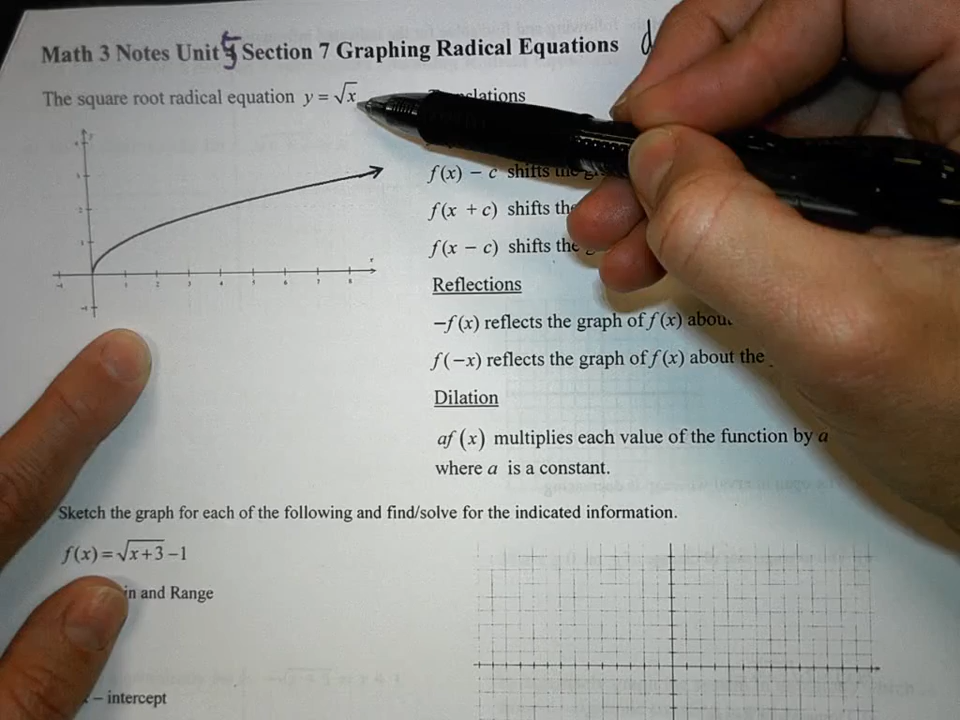 Math 3 Notes Unit 5 Section 7 Graphing Radical Equations
The square root radical equation y = √x
f(x) − c shifts the
f(x + c) shifts the
f(x − c) shifts the
Reflections
−f(x) reflects the graph of f(x) about
f(−x) reflects the graph of f(x) about the
Dilation
af(x) multiplies each value of the function by a
where a is a constant.
Sketch the graph for each of the following and find/solve for the indicated information.
f(x) = √x+3 −1
and Range
– intercept